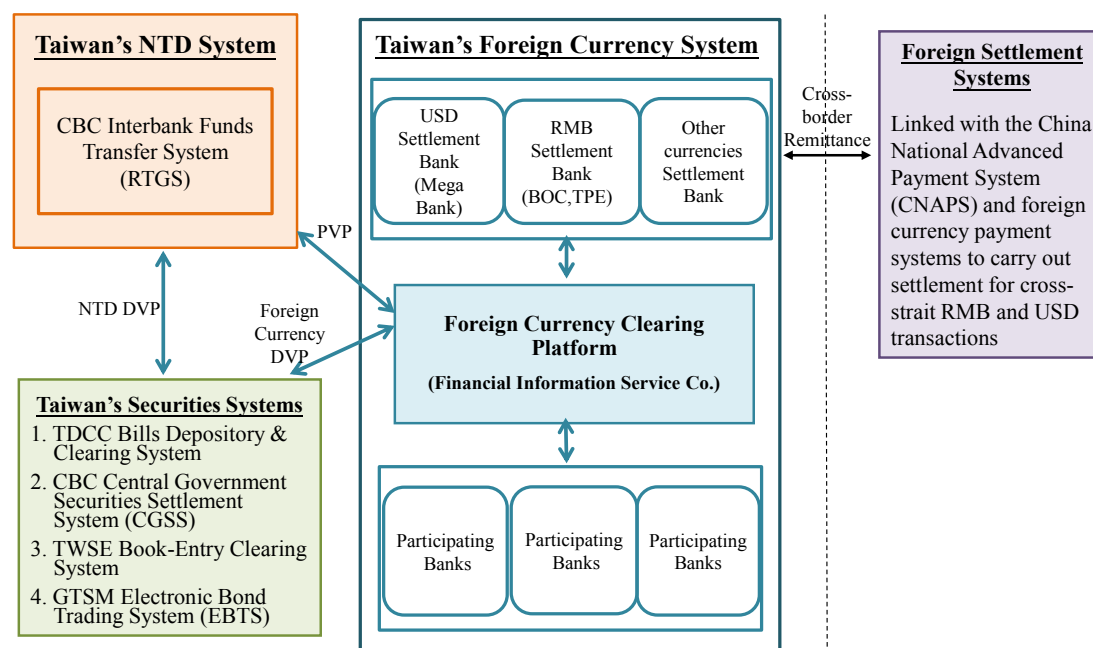 Taiwan's NTD System
CBC Interbank Funds
Transfer System
(RTGS)
NTD DVP
PVP
Foreign
Currency
DVP
Taiwan's Securities Systems
1. TDCC Bills Depository &
Clearing System
2. CBC Central Government
Securities Settlement
System (CGSS)
3. TWSE Book-Entry Clearing
System
4. GTSM Electronic Bond
Trading System (EBTS)
Taiwan's Foreign Currency System
USD
Settlement
Bank
(Mega
Bank)
RMB
Settlement
Bank
(BOC,TPE)
Other
currencies
Settlement
Bank
Foreign Currency Clearing
Platform
(Financial Information Service Co.)
Participating
Banks
Participating
Banks
Participating
Banks
Cross-
border
Remittance
Foreign Settlement
Systems
Linked with the China
National Advanced
Payment System
(CNAPS) and foreign
currency payment
systems to carry out
settlement for cross-
strait RMB and USD
transactions